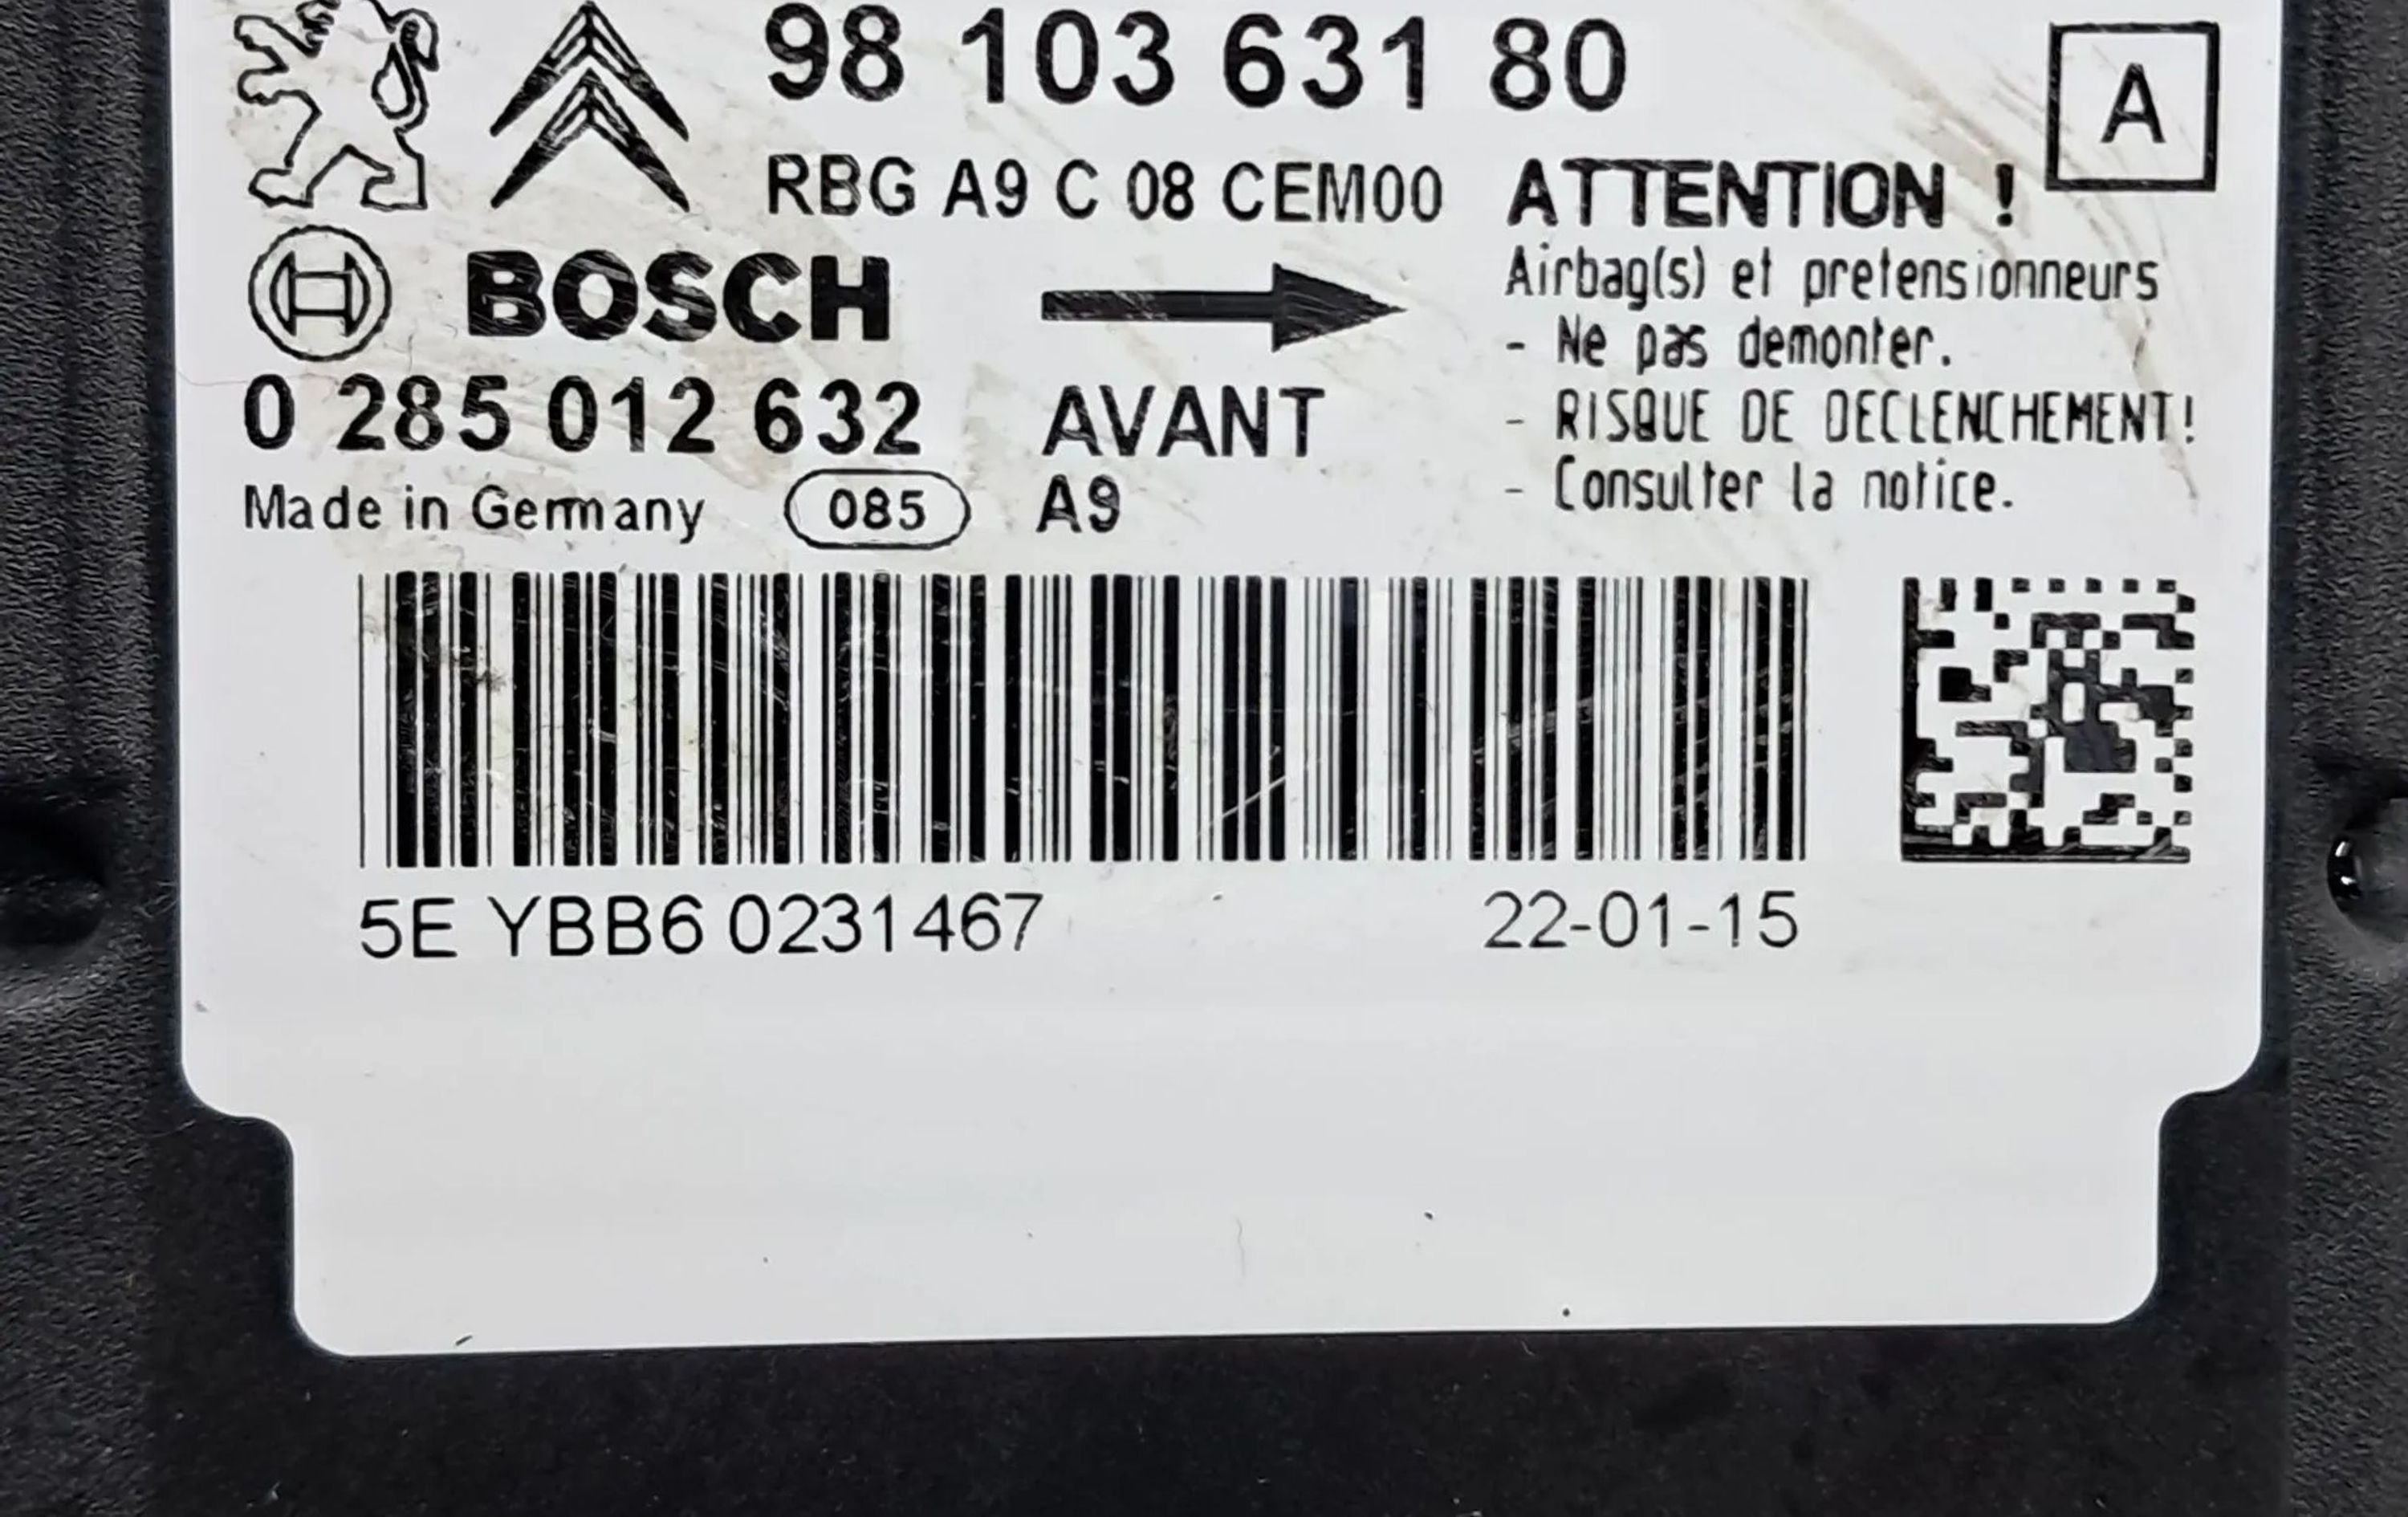 98 103 631 80
A
RBG A9 C 08 CEM00
ATTENTION !
Airbag(s) et pretensionneurs
- Ne pas demonter.
- RISQUE DE DECLENCHEMENT!
- Consulter la notice.
BOSCH
0 285 012 632
AVANT
Made in Germany
085
A9
5E YBB6 0231467
22-01-15